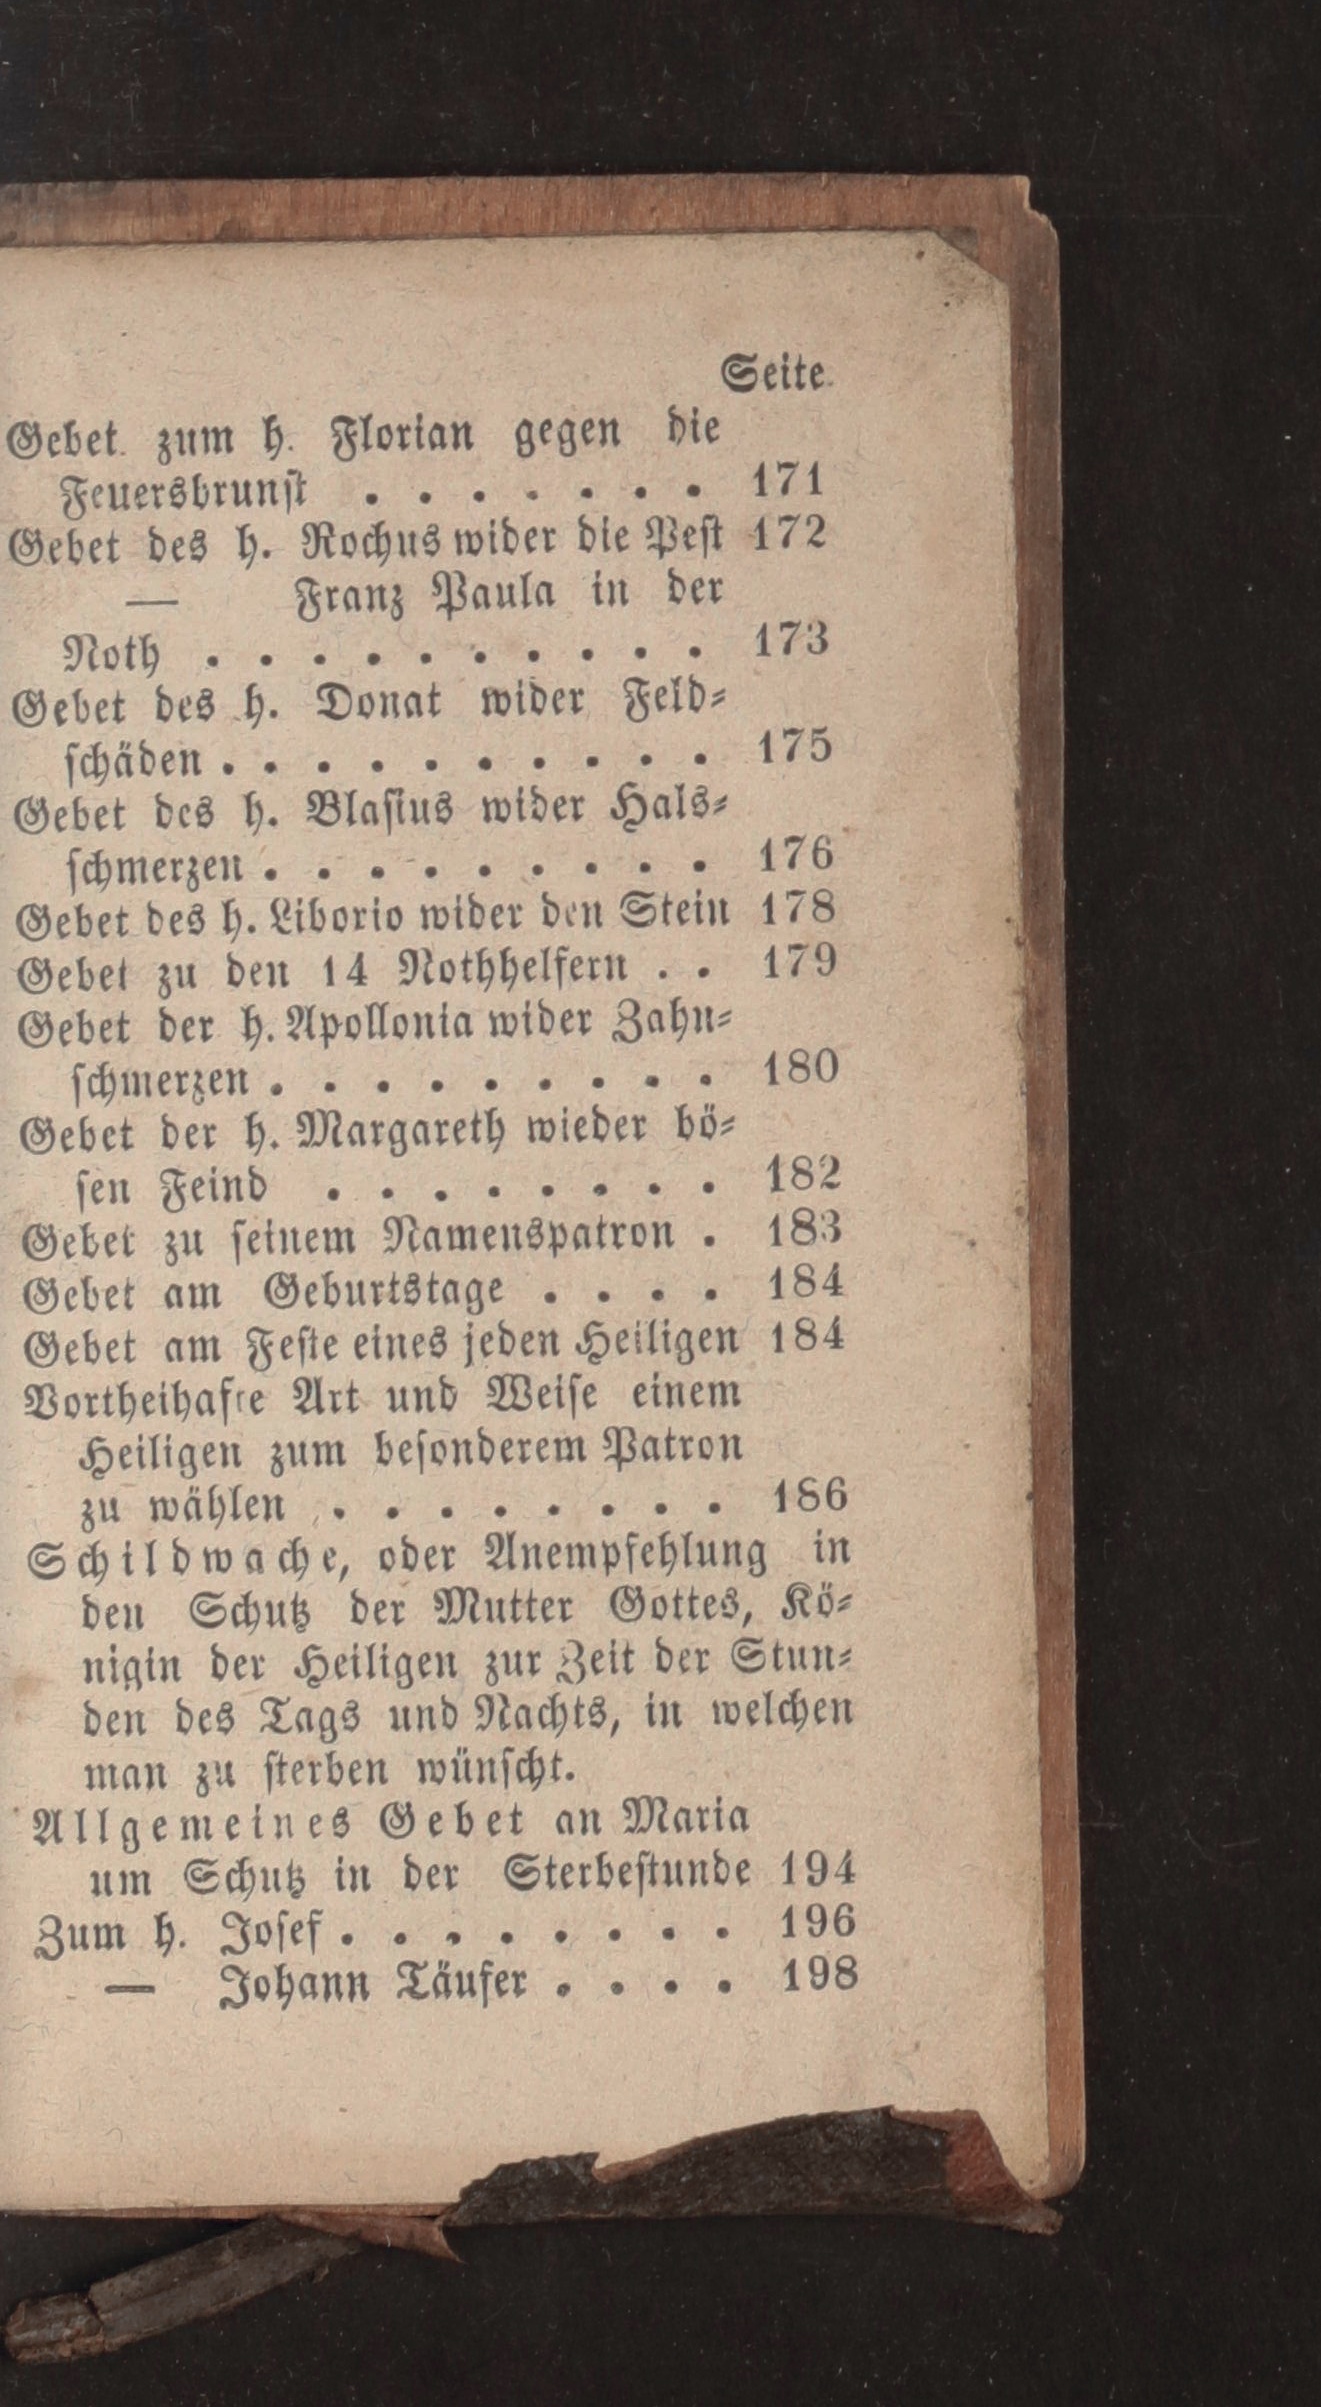 Seite.
Gebet zum h. Florian gegen die
Feuersbrunst . . . . . . . 171
Gebet des h. Rochus wider die Pest 172
— Franz Paula in der
Noth . . . . . . . . . . 173
Gebet des h. Donat wider Feld-
schäden . . . . . . . . . . 175
Gebet des h. Blasius wider Hals-
schmerzen . . . . . . . . . 176
Gebet des h. Liborio wider den Stein 178
Gebet zu den 14 Nothhelfern . . 179
Gebet der h. Apollonia wider Zahn-
schmerzen . . . . . . . . . 180
Gebet der h. Margareth wieder bö-
sen Feind . . . . . . . . 182
Gebet zu seinem Namenspatron . 183
Gebet am Geburtstage . . . . 184
Gebet am Feste eines jeden Heiligen 184
Vortheihafte Art und Weise einem
Heiligen zum besonderem Patron
zu wählen . . . . . . . . 186
Schildwache, oder Anempfehlung in
den Schutz der Mutter Gottes, Kö-
nigin der Heiligen zur Zeit der Stun-
den des Tags und Nachts, in welchen
man zu sterben wünscht.
Allgemeines Gebet an Maria
um Schutz in der Sterbestunde 194
Zum h. Josef . . . . . . . . 196
— Johann Täufer . . . . 198